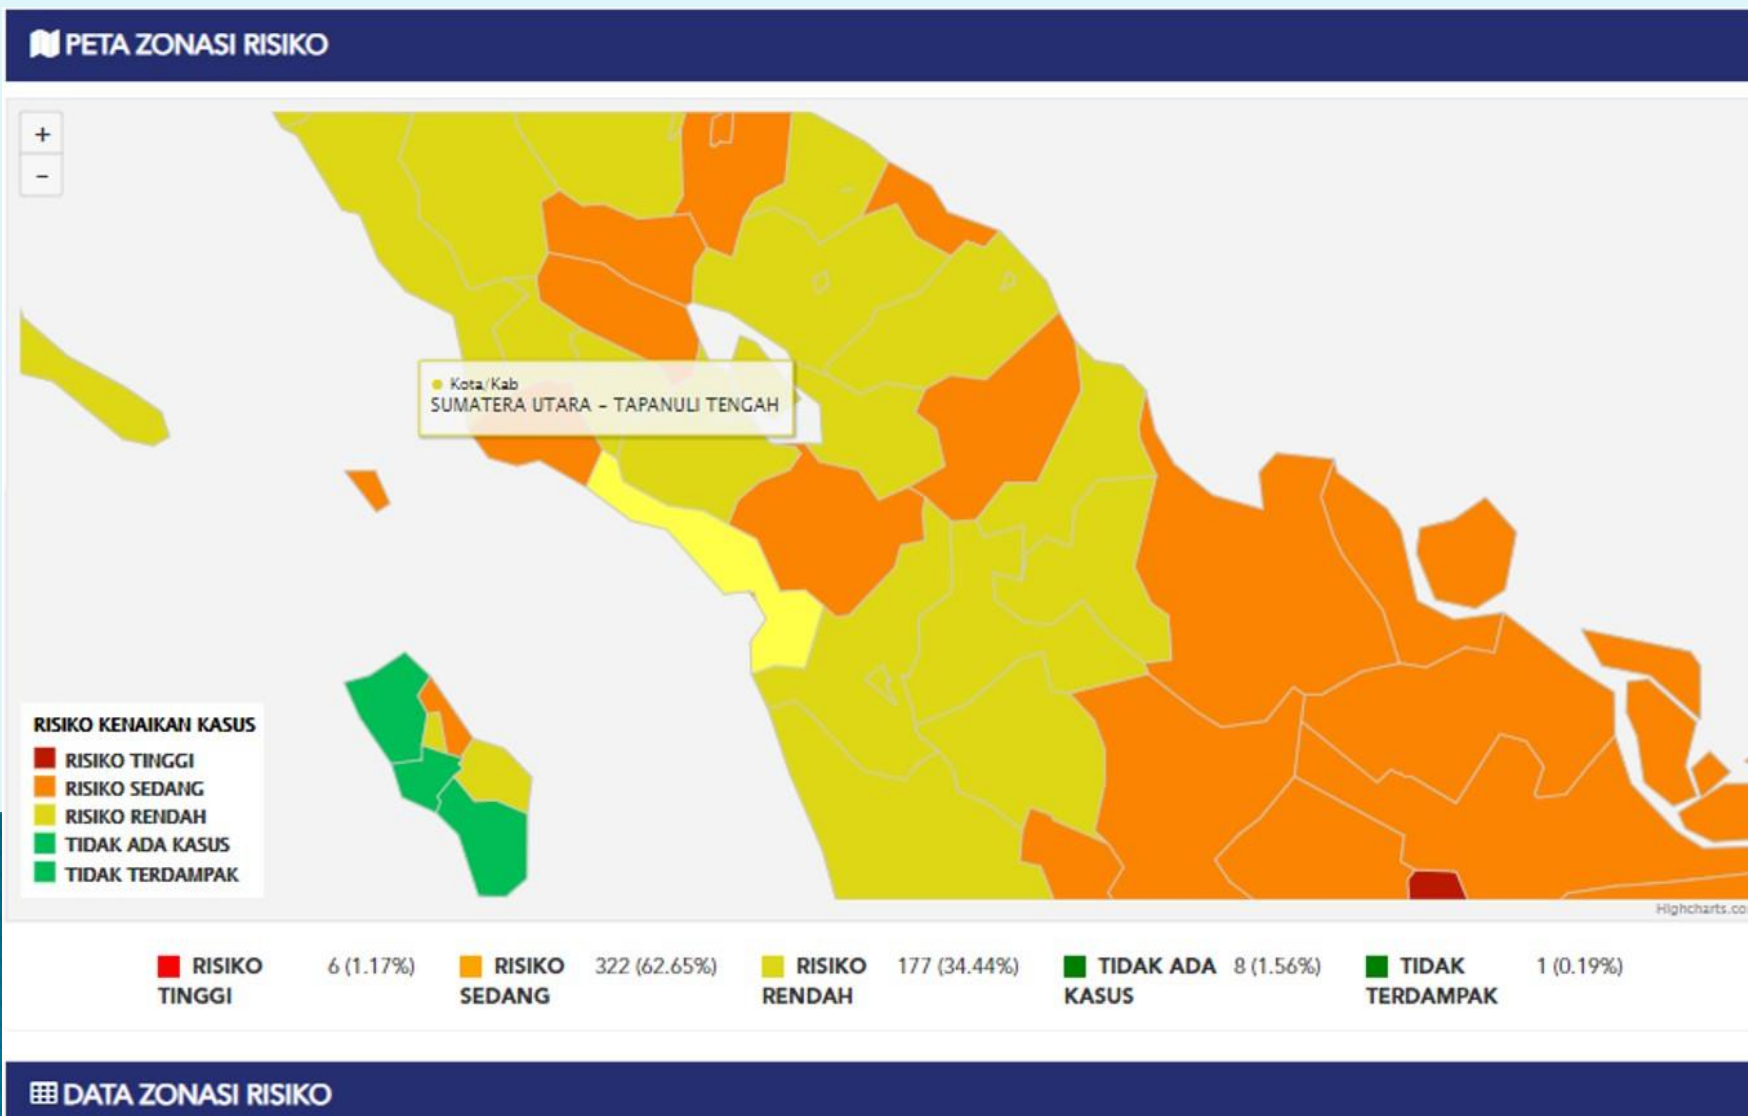 PETA ZONASI RISIKO
+
-
Kota/Kab
SUMATERA UTARA - TAPANULI TENGAH
RISIKO KENAIKAN KASUS
RISIKO TINGGI
RISIKO SEDANG
RISIKO RENDAH
TIDAK ADA KASUS
TIDAK TERDAMPAK
Highcharts.co
RISIKO TINGGI 6 (1.17%)
RISIKO SEDANG 322 (62.65%)
RISIKO RENDAH 177 (34.44%)
TIDAK ADA KASUS 8 (1.56%)
TIDAK TERDAMPAK 1 (0.19%)
DATA ZONASI RISIKO